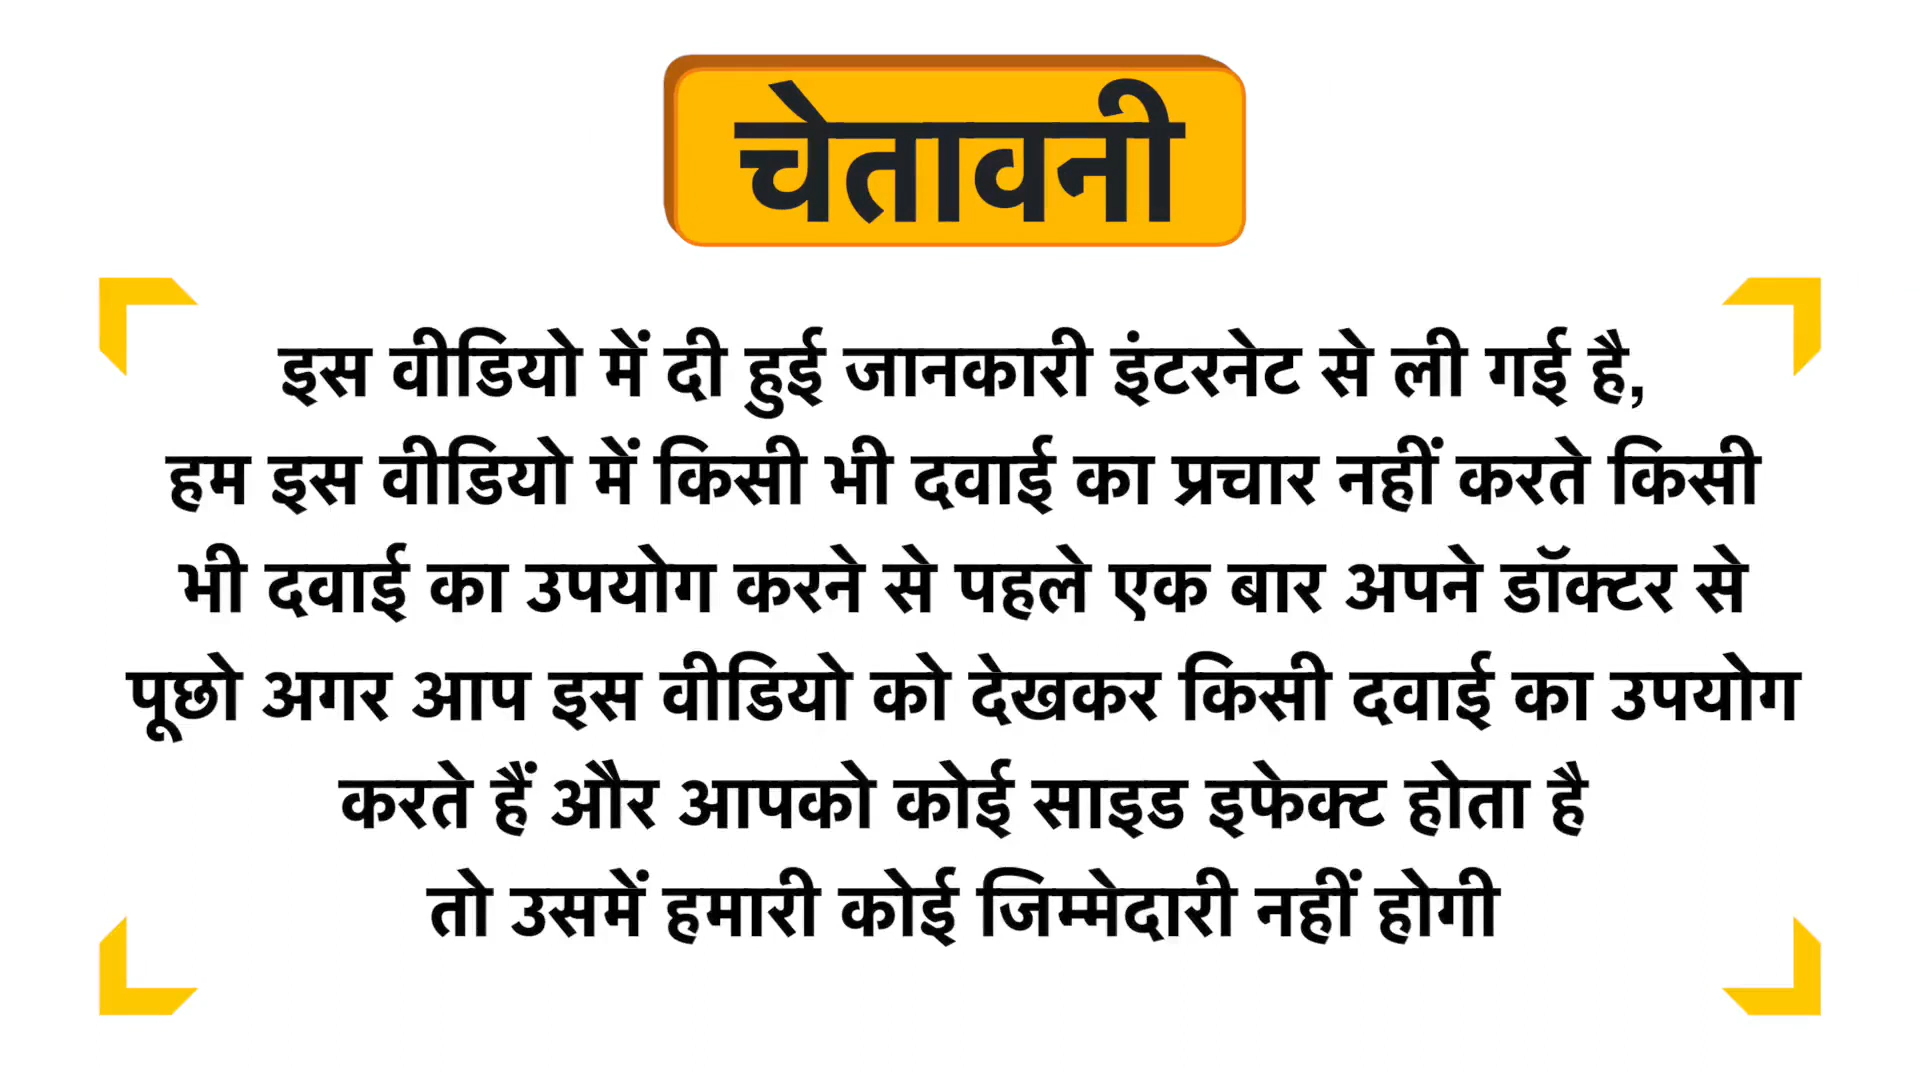 चेतावनी
इस वीडियो में दी हुई जानकारी इंटरनेट से ली गई है,
हम इस वीडियो में किसी भी दवाई का प्रचार नहीं करते किसी
भी दवाई का उपयोग करने से पहले एक बार अपने डॉक्टर से
पूछो अगर आप इस वीडियो को देखकर किसी दवाई का उपयोग
करते हैं और आपको कोई साइड इफेक्ट होता है
तो उसमें हमारी कोई जिम्मेदारी नहीं होगी